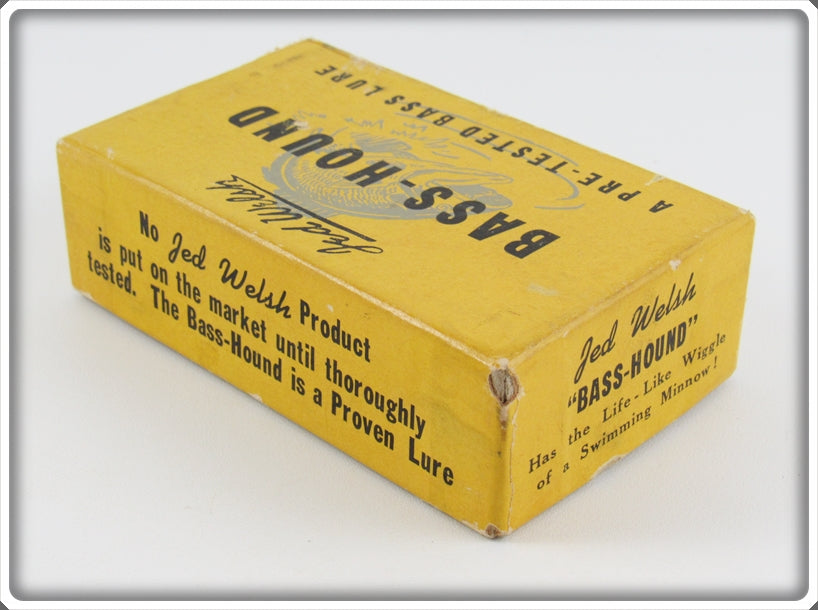 Jed Welsh
BASS-HOUND
A PRE-TESTED BASS LURE
No Jed Welsh Product
is put on the market until thoroughly
tested. The Bass-Hound is a Proven Lure
Jed Welsh
"BASS-HOUND"
Has the Life-Like Wiggle
of a Swimming Minnow!